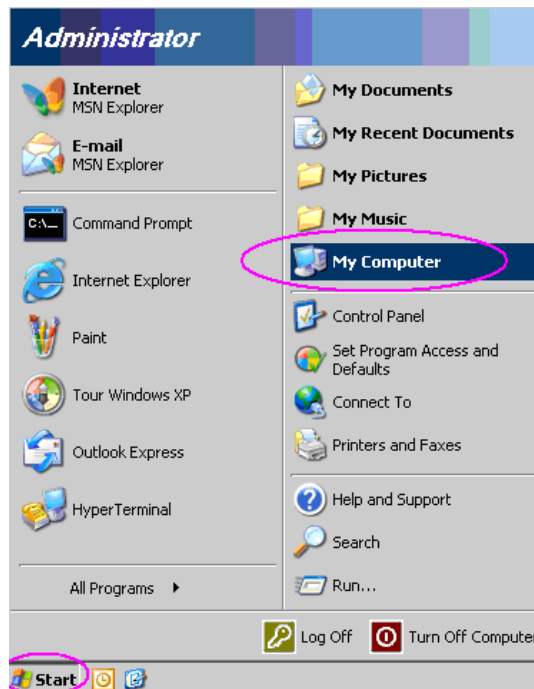 Administrator
Internet
MSN Explorer
E-mail
MSN Explorer
C:\_
Command Prompt
Internet Explorer
Paint
Tour Windows XP
Outlook Express
HyperTerminal
All Programs
My Documents
My Recent Documents
My Pictures
My Music
My Computer
Control Panel
Set Program Access and
Defaults
Connect To
Printers and Faxes
Help and Support
Search
Run...
Log Off
Turn Off Computer
Start